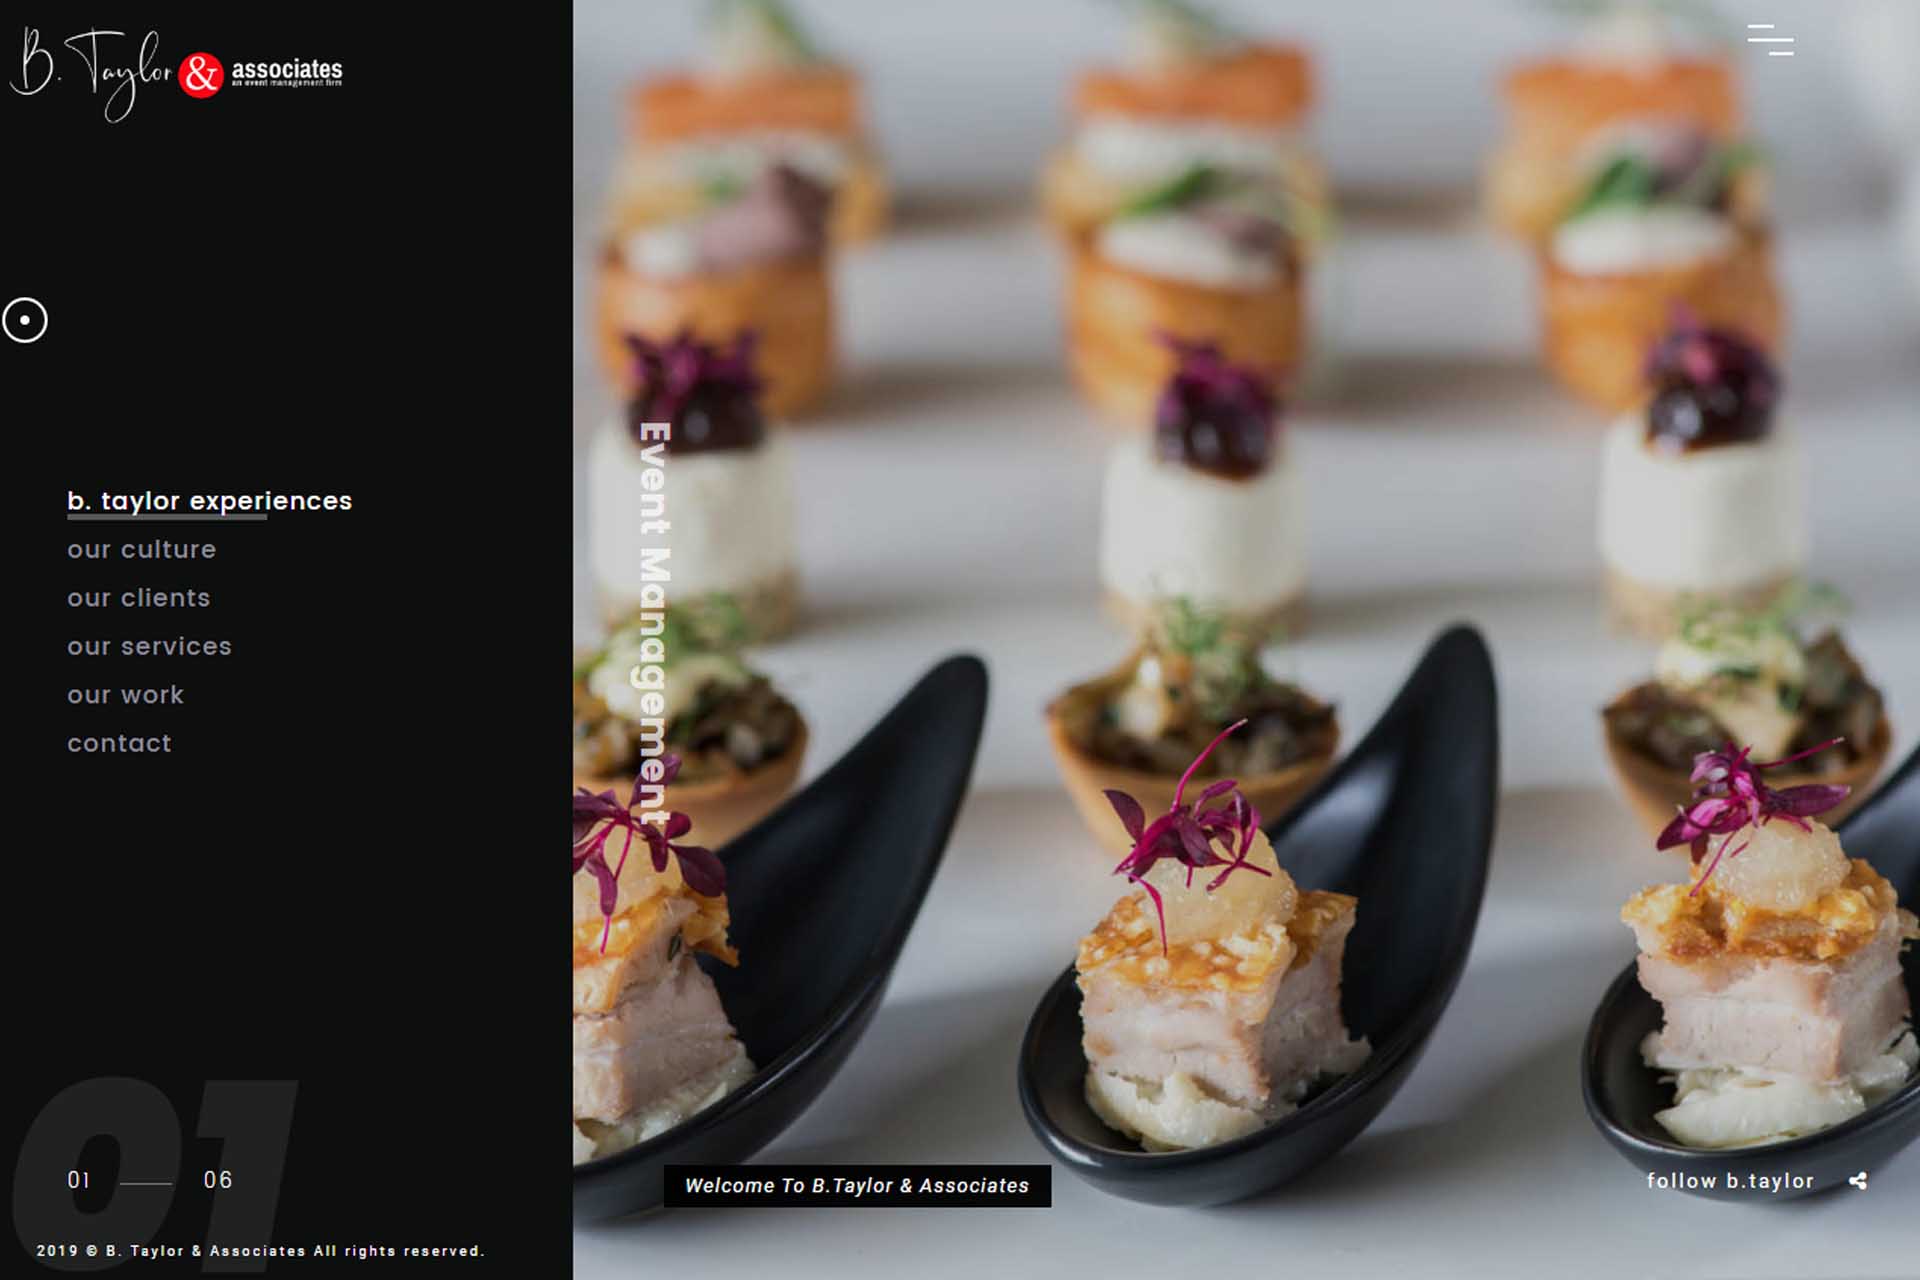 B. Taylor & associates
an event management firm
b. taylor experiences
our culture
our clients
our services
our work
contact
Event Management
01
01 06
2019 © B. Taylor & Associates All rights reserved.
Welcome To B.Taylor & Associates
follow b.taylor